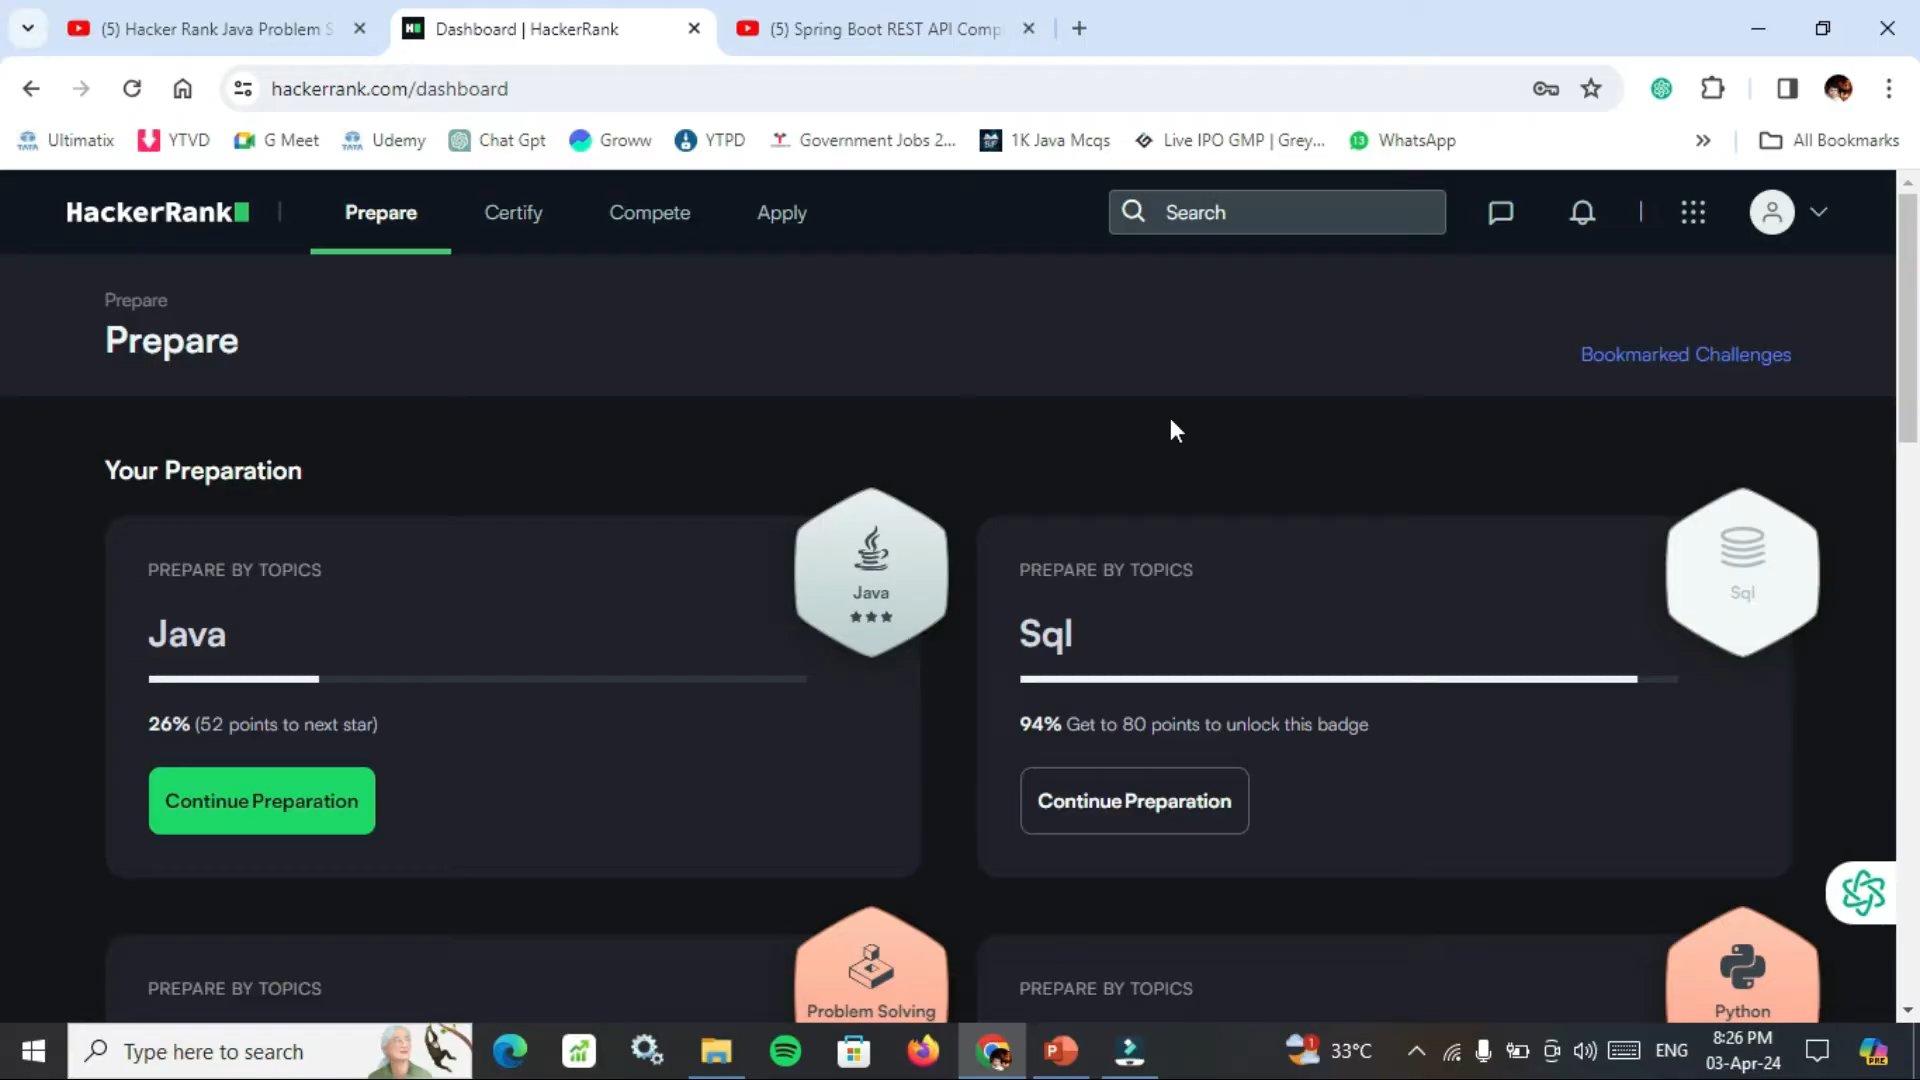 (5) Hacker Rank Java Problem S
Dashboard | HackerRank
(5) Spring Boot REST API Comp
hackerrank.com/dashboard
Ultimatix
YTVD
G Meet
Udemy
Chat Gpt
Groww
YTPD
Government Jobs 2...
1K Java Mcqs
Live IPO GMP | Grey...
WhatsApp
All Bookmarks
HackerRank
Prepare
Certify
Compete
Apply
Search
Prepare
Prepare
Bookmarked Challenges
Your Preparation
PREPARE BY TOPICS
Java
Java
26% (52 points to next star)
Continue Preparation
PREPARE BY TOPICS
Sql
Sql
94% Get to 80 points to unlock this badge
Continue Preparation
PREPARE BY TOPICS
Problem Solving
PREPARE BY TOPICS
Python
Type here to search
33°C
ENG
8:26 PM
03-Apr-24